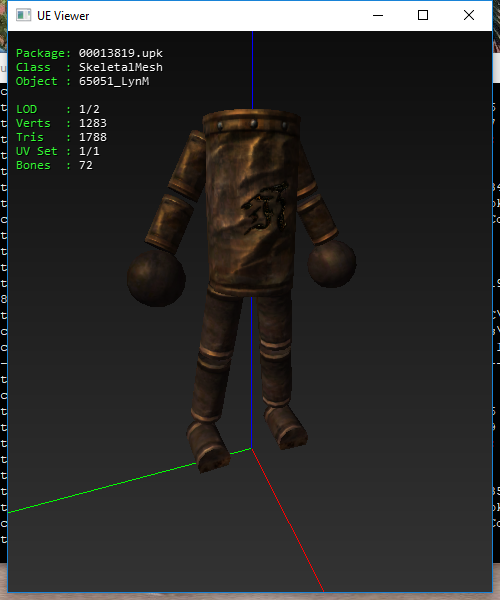 UE Viewer
Package: 00013819.upk
Class : SkeletalMesh
Object : 65051_LynM
LOD : 1/2
Verts : 1283
Tris : 1788
UV Set : 1/1
Bones : 72